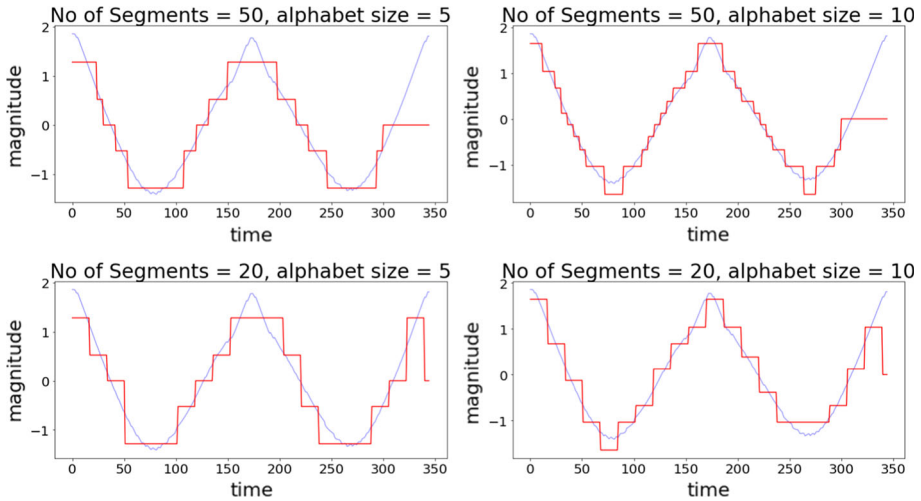 No of Segments = 50, alphabet size = 5
2
1
0
−1
magnitude
0 50 100 150 200 250 300 350
time
No of Segments = 50, alphabet size = 10
2
1
0
−1
magnitude
0 50 100 150 200 250 300 350
time
No of Segments = 20, alphabet size = 5
2
1
0
−1
magnitude
0 50 100 150 200 250 300 350
time
No of Segments = 20, alphabet size = 10
2
1
0
−1
magnitude
0 50 100 150 200 250 300 350
time